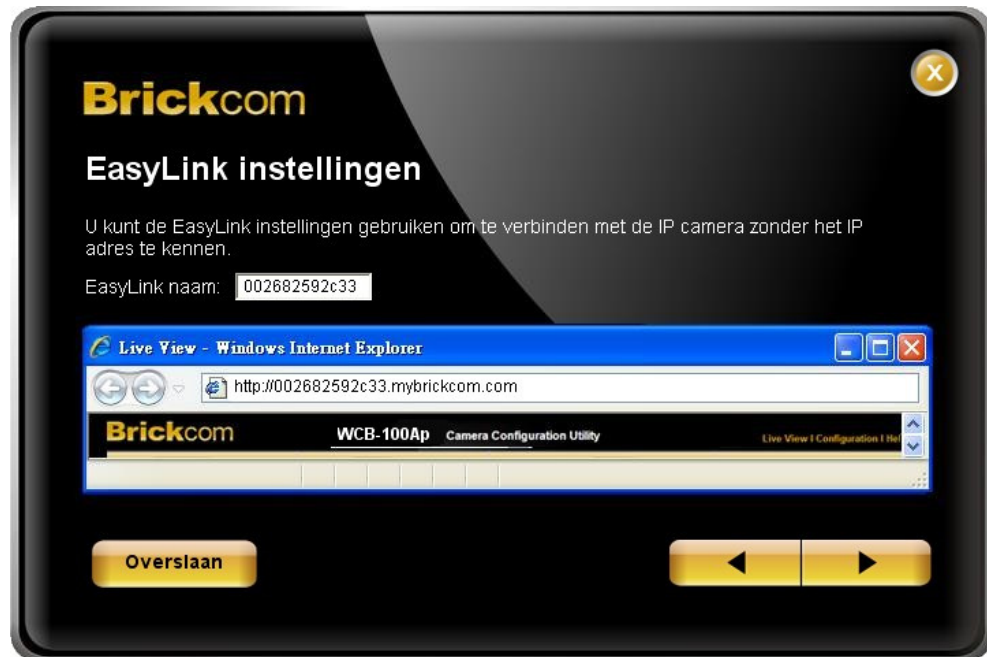 X
Brickcom
EasyLink instellingen
U kunt de EasyLink instellingen gebruiken om te verbinden met de IP camera zonder het IP
adres te kennen.
EasyLink naam: 002682592c33
Live View - Windows Internet Explorer
http://002682592c33.mybrickcom.com
Brickcom WCB-100Ap Camera Configuration Utility Live View | Configuration | Hel
Overslaan